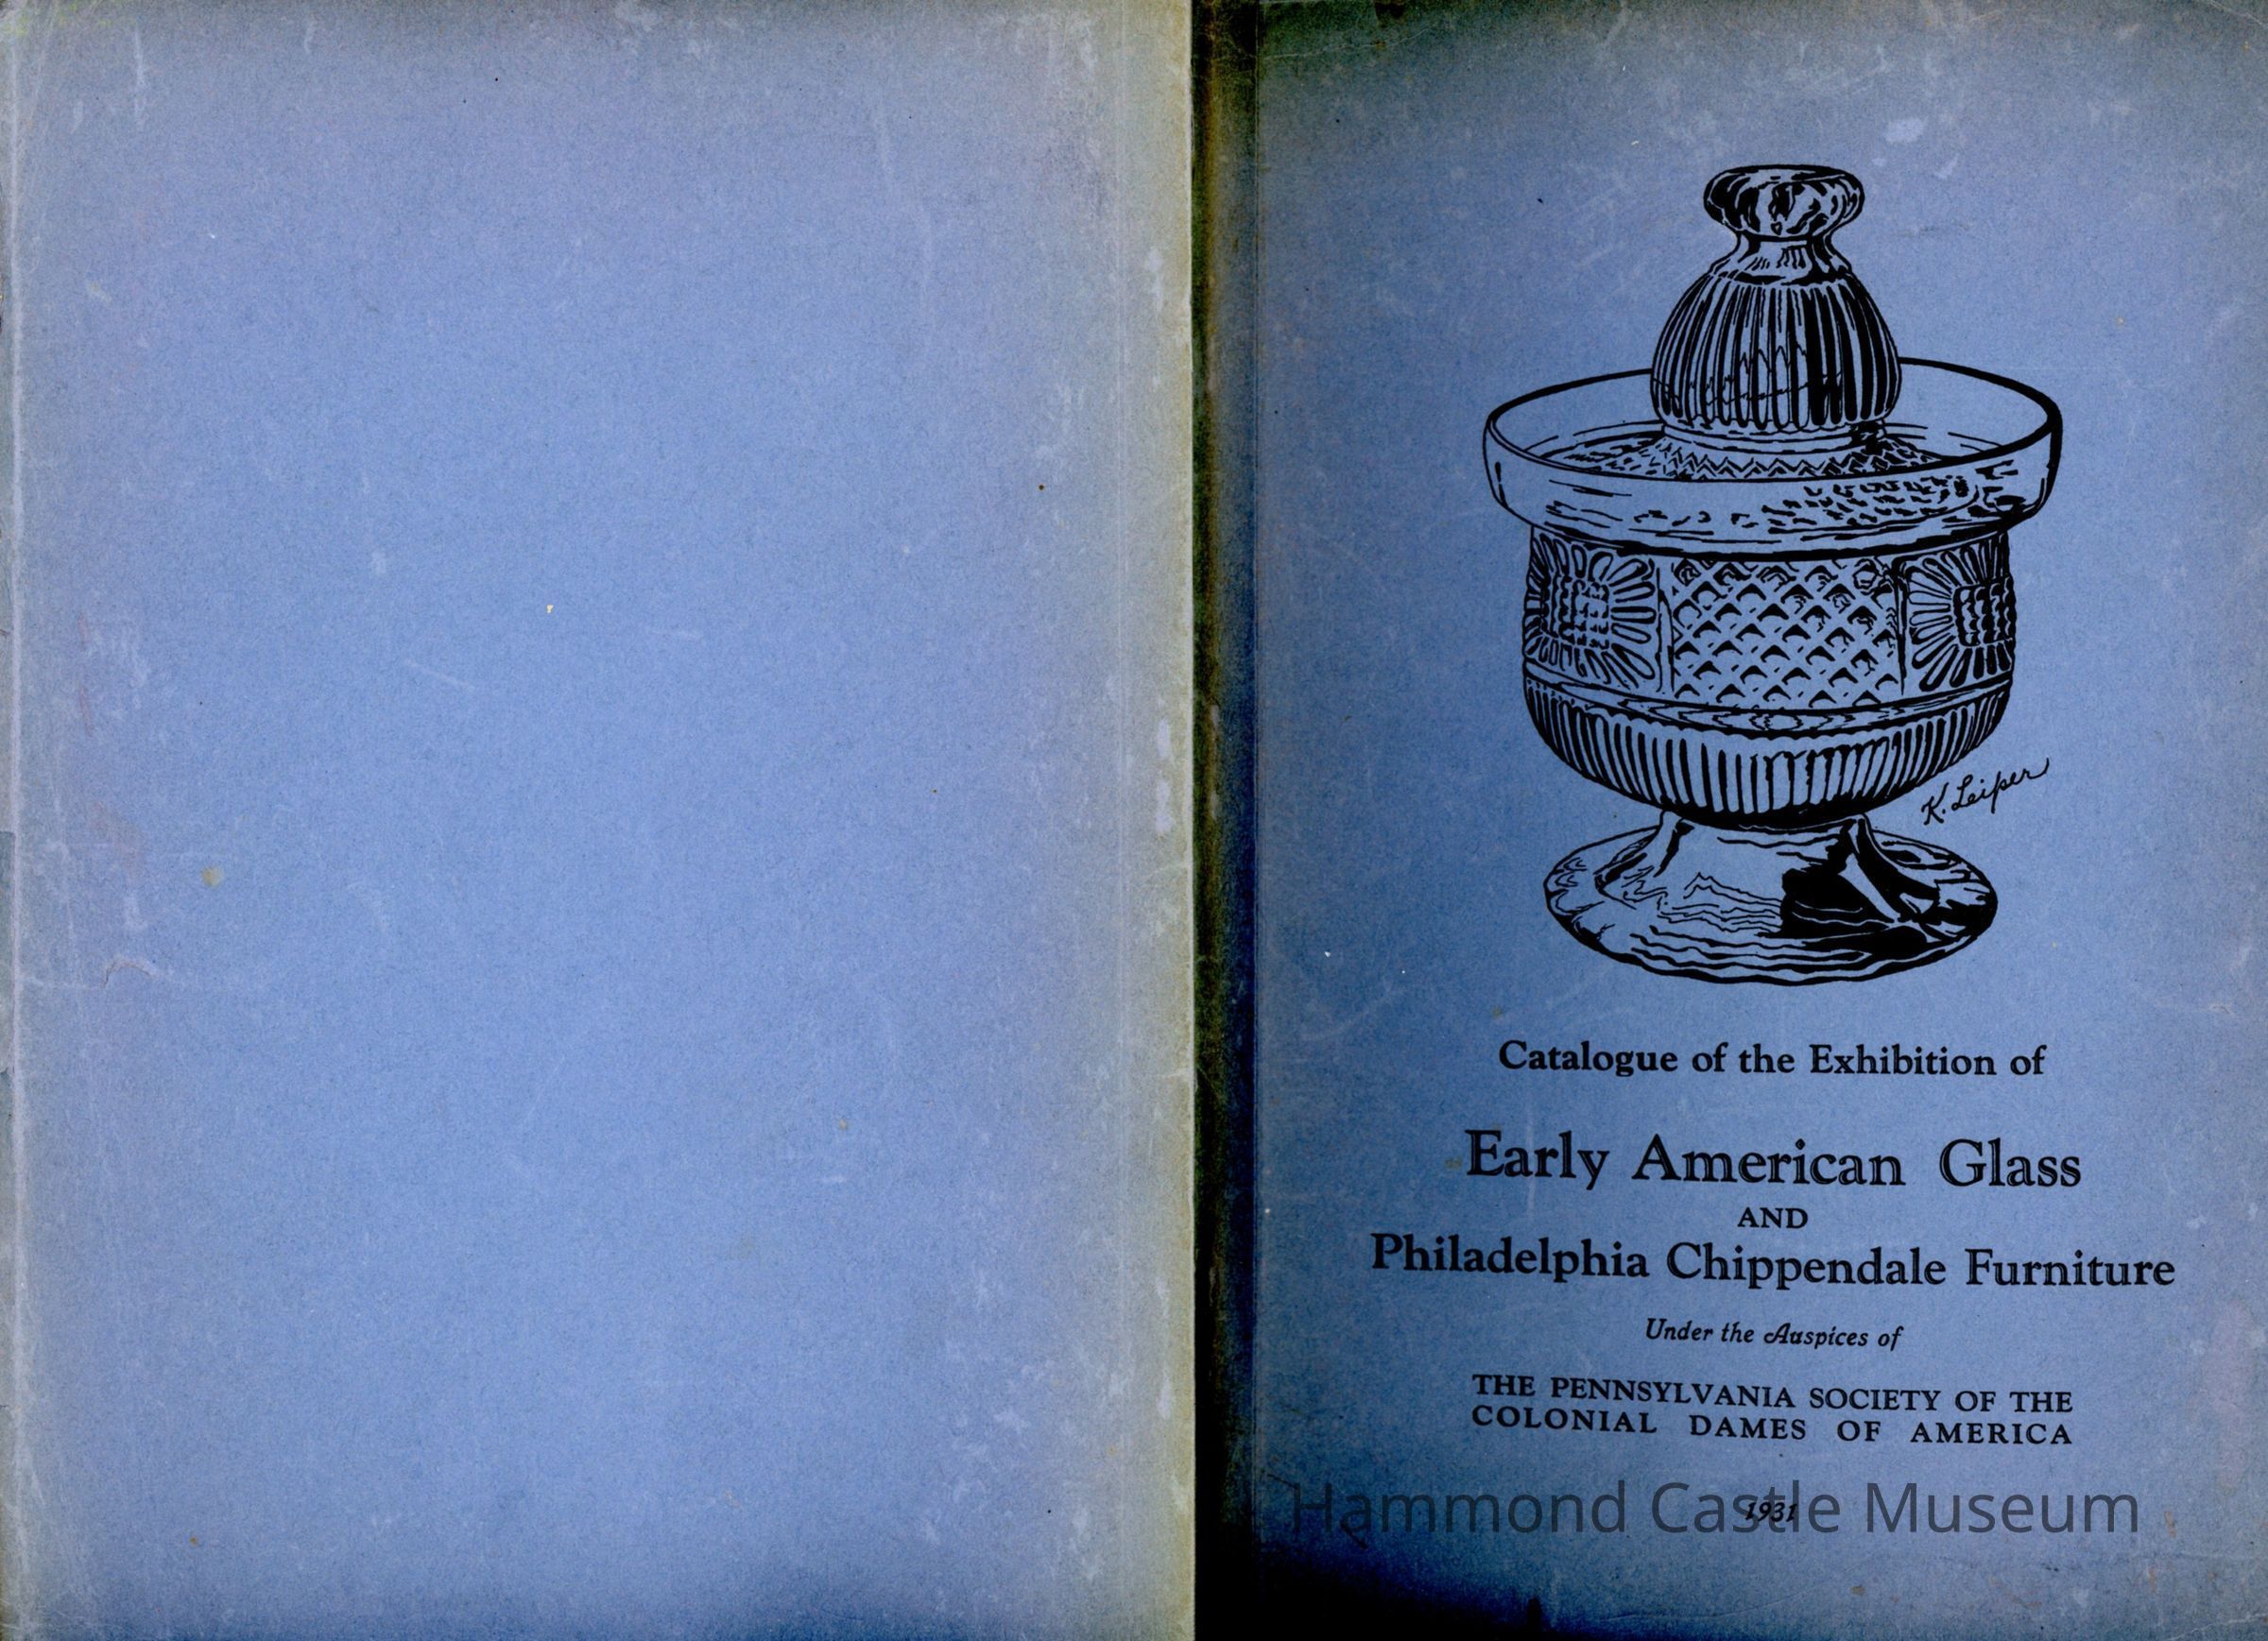 K. Leiper
Catalogue of the Exhibition of
Early American Glass
AND
Philadelphia Chippendale Furniture
Under the Auspices of
THE PENNSYLVANIA SOCIETY OF THE
COLONIAL DAMES OF AMERICA
1931
Hammond Castle Museum